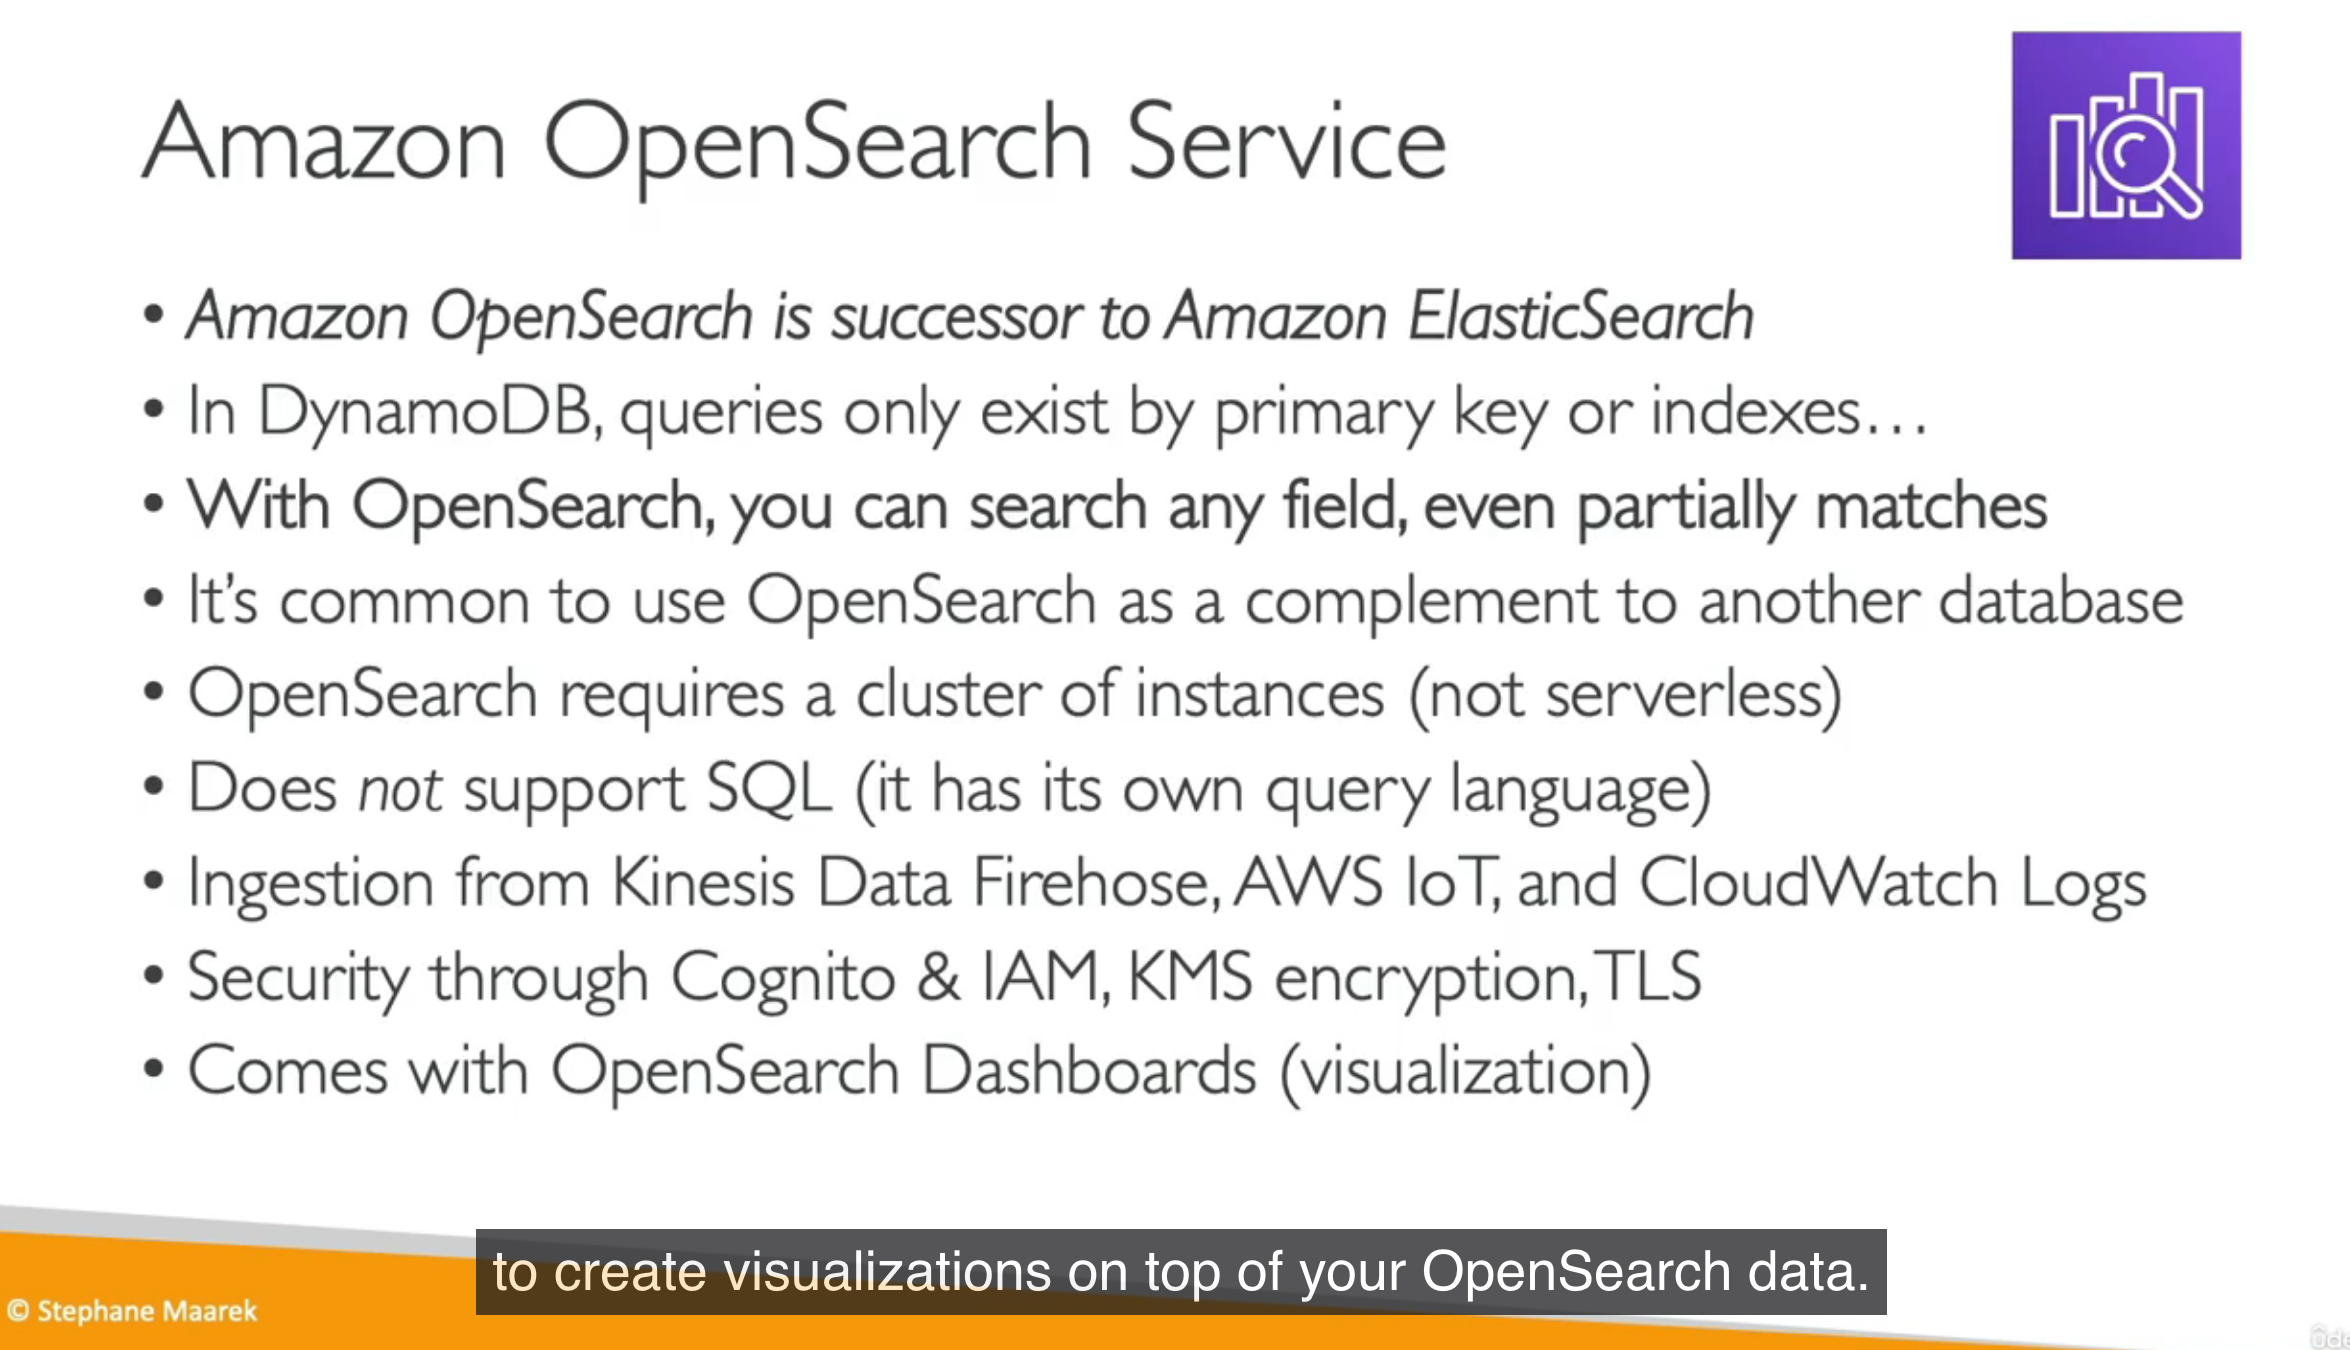 Amazon OpenSearch Service
• Amazon OpenSearch is successor to Amazon ElasticSearch
• In DynamoDB, queries only exist by primary key or indexes…
• With OpenSearch, you can search any field, even partially matches
• It’s common to use OpenSearch as a complement to another database
• OpenSearch requires a cluster of instances (not serverless)
• Does not support SQL (it has its own query language)
• Ingestion from Kinesis Data Firehose, AWS IoT, and CloudWatch Logs
• Security through Cognito & IAM, KMS encryption, TLS
• Comes with OpenSearch Dashboards (visualization)
to create visualizations on top of your OpenSearch data.
© Stephane Maarek